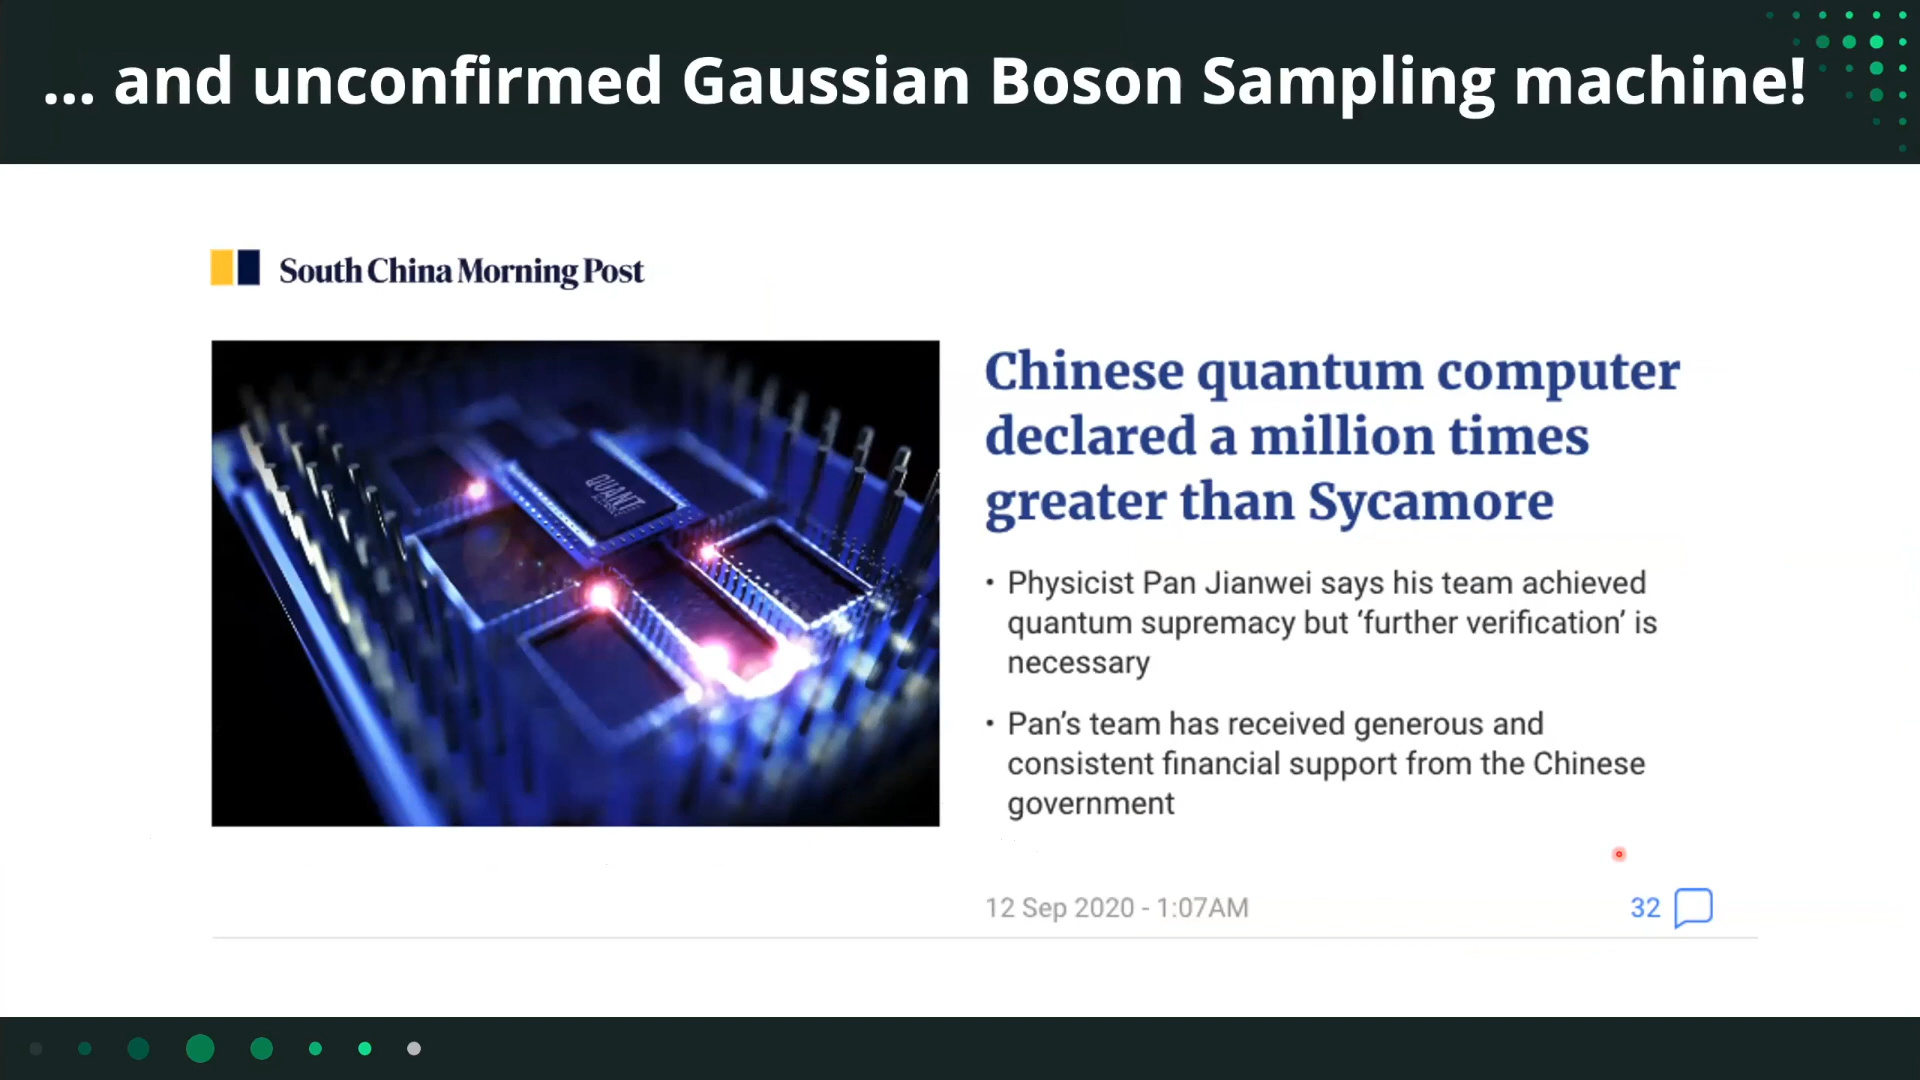 ... and unconfirmed Gaussian Boson Sampling machine!
South China Morning Post
QUANT
Chinese quantum computer
declared a million times
greater than Sycamore
• Physicist Pan Jianwei says his team achieved
quantum supremacy but ‘further verification’ is
necessary
• Pan’s team has received generous and
consistent financial support from the Chinese
government
12 Sep 2020 - 1:07AM
32